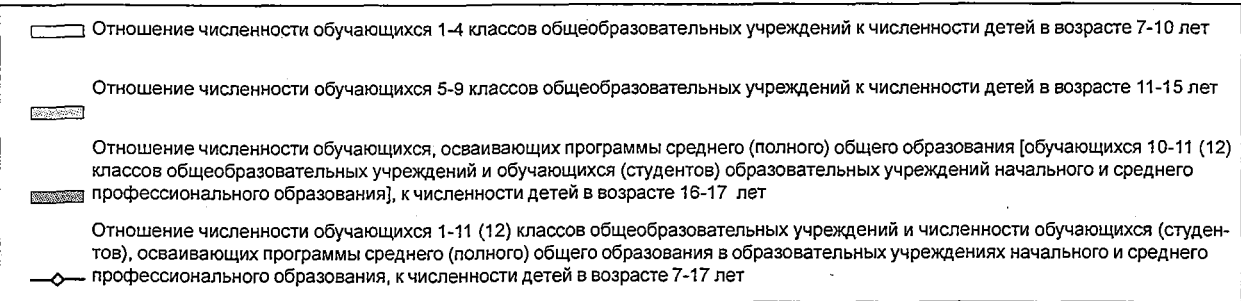 Отношение численности обучающихся 1-4 классов общеобразовательных учреждений к численности детей в возрасте 7-10 лет
Отношение численности обучающихся 5-9 классов общеобразовательных учреждений к численности детей в возрасте 11-15 лет
Отношение численности обучающихся, осваивающих программы среднего (полного) общего образования [обучающихся 10-11 (12)
классов общеобразовательных учреждений и обучающихся (студентов) образовательных учреждений начального и среднего
профессионального образования], к численности детей в возрасте 16-17 лет
Отношение численности обучающихся 1-11 (12) классов общеобразовательных учреждений и численности обучающихся (студен-
тов), осваивающих программы среднего (полного) общего образования в образовательных учреждениях начального и среднего
профессионального образования, к численности детей в возрасте 7-17 лет